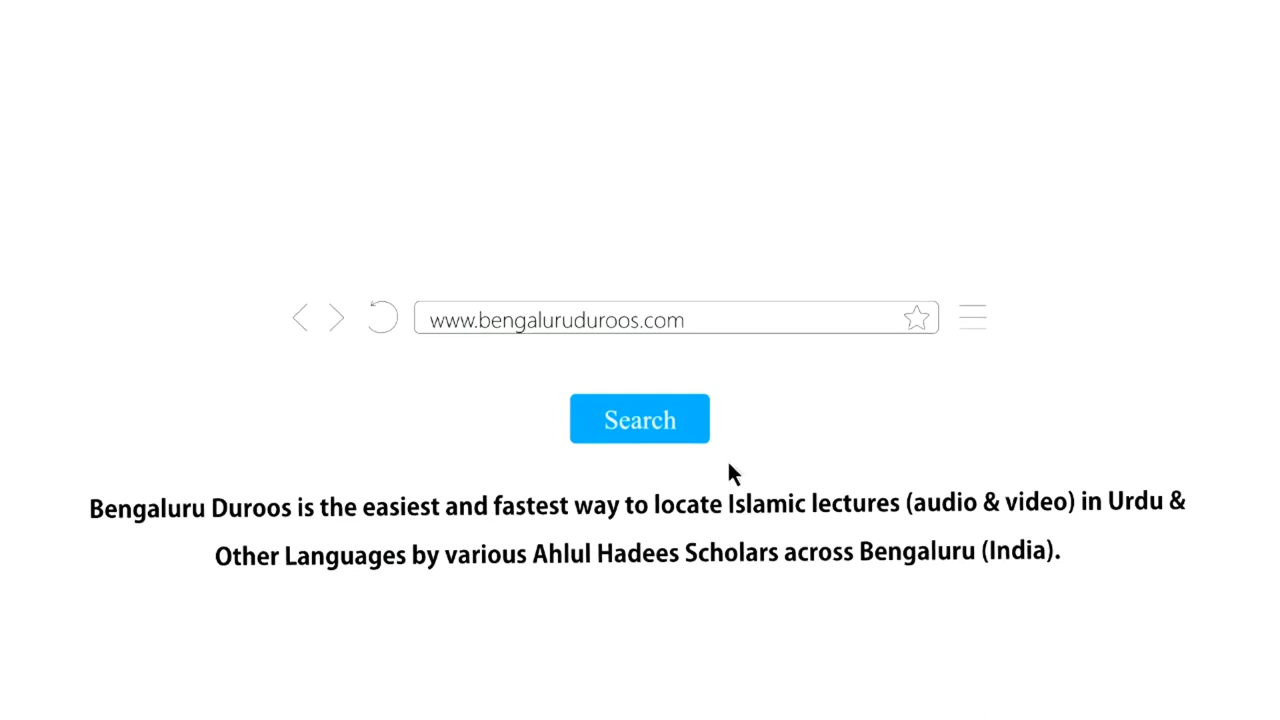 www.bengaluruduroos.com
Search
Bengaluru Duroos is the easiest and fastest way to locate Islamic lectures (audio & video) in Urdu &
Other Languages by various Ahlul Hadees Scholars across Bengaluru (India).